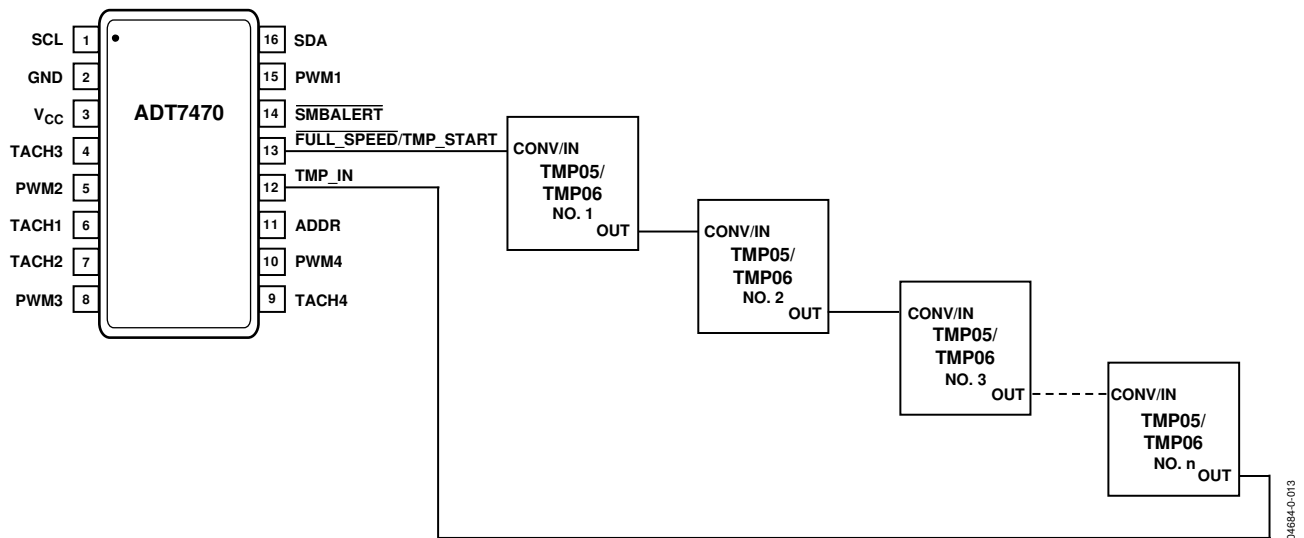 SCL 1
GND 2
VCC 3
TACH3 4
PWM2 5
TACH1 6
TACH2 7
PWM3 8
ADT7470
16 SDA
15 PWM1
14 SMBALERT
13 FULL_SPEED/TMP_START
12 TMP_IN
11 ADDR
10 PWM4
9 TACH4
CONV/IN
TMP05/
TMP06
NO. 1
OUT
CONV/IN
TMP05/
TMP06
NO. 2
OUT
CONV/IN
TMP05/
TMP06
NO. 3
OUT
CONV/IN
TMP05/
TMP06
NO. n
OUT
04684-0-013